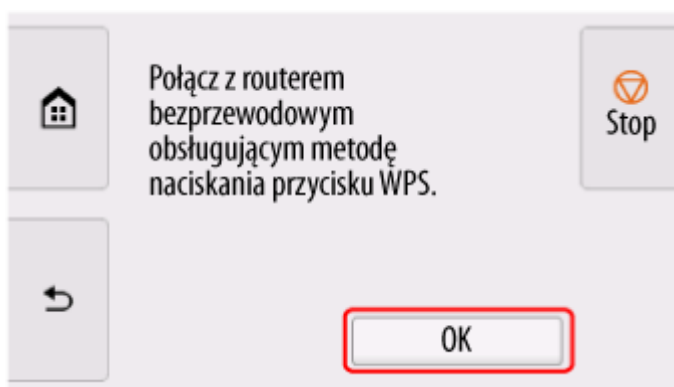 Połącz z routerem
bezprzewodowym
obsługującym metodę
naciskania przycisku WPS.
Stop
OK